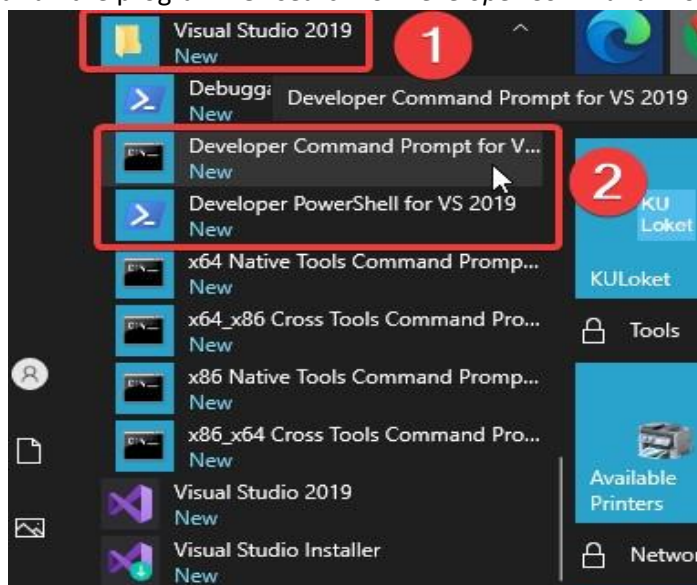 Visual Studio 2019
New
1
Debugga
New
Developer Command Prompt for VS 2019
Developer Command Prompt for V...
New
2
Developer PowerShell for VS 2019
New
x64 Native Tools Command Promp...
New
x64_x86 Cross Tools Command Pro...
New
x86 Native Tools Command Promp...
New
x86_x64 Cross Tools Command Pro...
New
Visual Studio 2019
New
Visual Studio Installer
New
KU
Loket
KULoket
Tools
Available
Printers
Networ